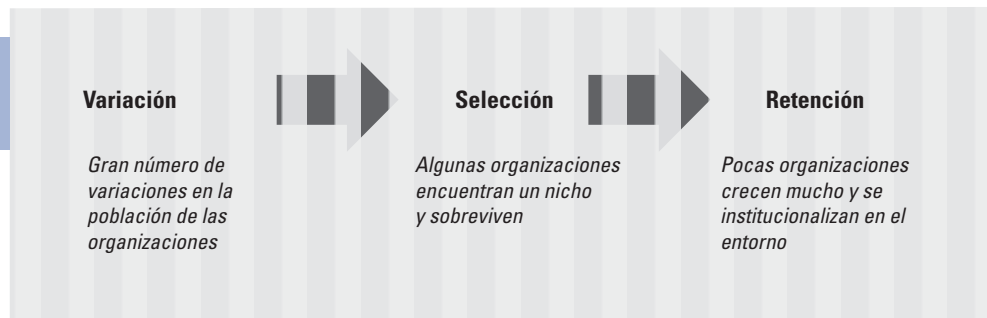 Variación
Gran número de
variaciones en la
población de las
organizaciones
Selección
Algunas organizaciones
encuentran un nicho
y sobreviven
Retención
Pocas organizaciones
crecen mucho y se
institucionalizan en el
entorno